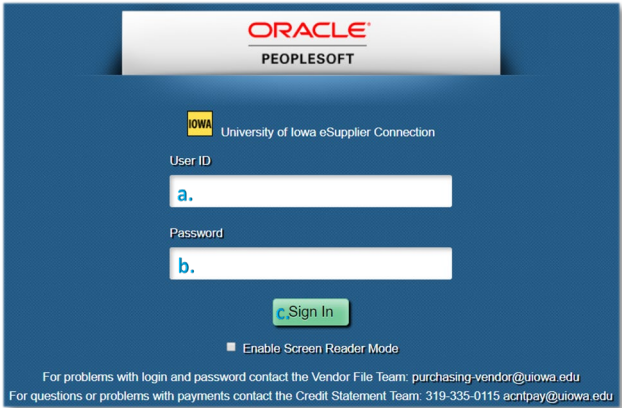 ORACLE®
PEOPLESOFT
IOWA University of Iowa eSupplier Connection
User ID
a.
Password
b.
c. Sign In
Enable Screen Reader Mode
For problems with login and password contact the Vendor File Team: purchasing-vendor@uiowa.edu
For questions or problems with payments contact the Credit Statement Team: 319-335-0115 acntpay@uiowa.edu